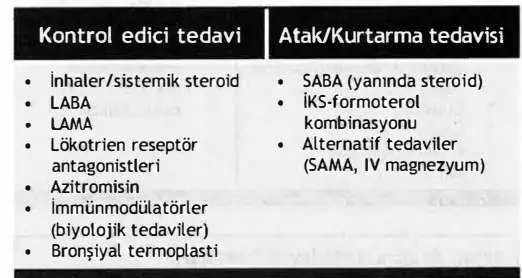 Kontrol edici tedavi
• İnhaler/sistemik steroid
• LABA
• LAMA
• Lökotrien reseptör
antagonistleri
• Azitromisin
• İmmünmodülatörler
(biyolojik tedaviler)
• Bronşiyal termoplasti
Atak/Kurtarma tedavisi
• SABA (yanında steroid)
• İKS-formoterol
kombinasyonu
• Alternatif tedaviler
(SAMA, IV magnezyum)